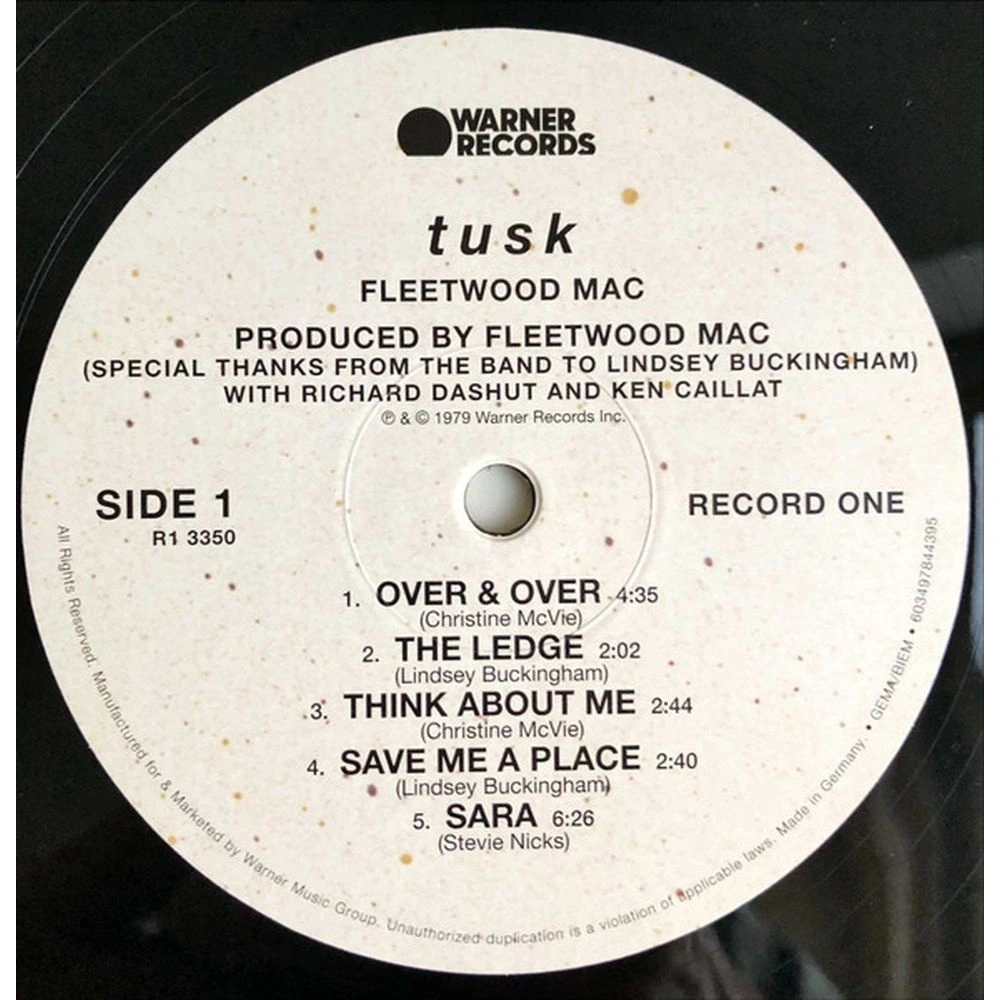 WARNER
RECORDS
tusk
FLEETWOOD MAC
PRODUCED BY FLEETWOOD MAC
(SPECIAL THANKS FROM THE BAND TO LINDSEY BUCKINGHAM)
WITH RICHARD DASHUT AND KEN CAILLAT
℗ & © 1979 Warner Records Inc.
SIDE 1
R1 3350
RECORD ONE
1. OVER & OVER 4:35
(Christine McVie)
2. THE LEDGE 2:02
(Lindsey Buckingham)
3. THINK ABOUT ME 2:44
(Christine McVie)
4. SAVE ME A PLACE 2:40
(Lindsey Buckingham)
5. SARA 6:26
(Stevie Nicks)
All Rights Reserved. Manufactured for & Marketed by Warner Music Group. Unauthorized duplication is a violation of applicable laws. Made in Germany. • GEMA/BIEM • 603497844395